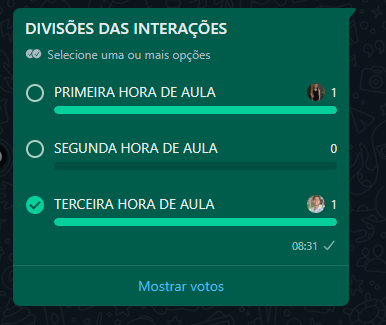 DIVISÕES DAS INTERAÇÕES
Selecione uma ou mais opções
PRIMEIRA HORA DE AULA 1
SEGUNDA HORA DE AULA 0
TERCEIRA HORA DE AULA 1
08:31
Mostrar votos